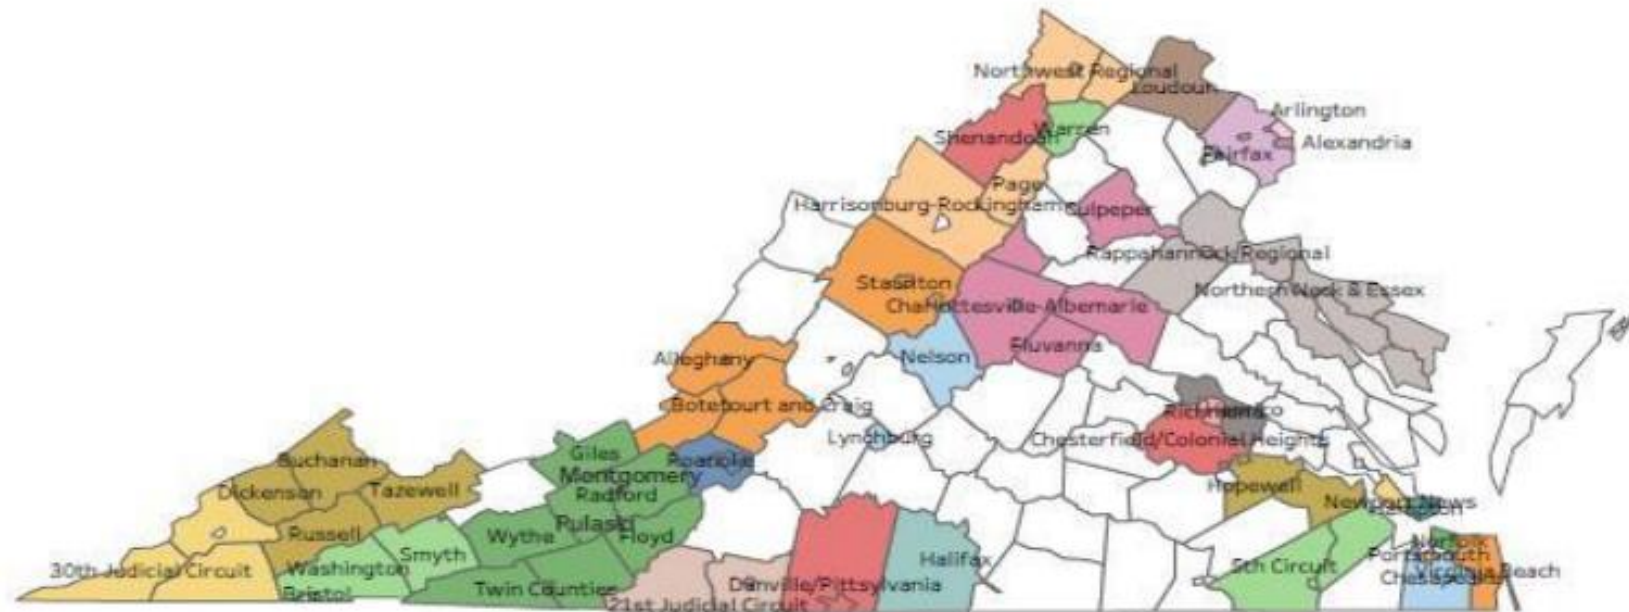 Northwest Regional
Loudoun
Arlington
Shenandoah
Warren
Alexandria
Fairfax
Page
Harrisonburg-Rockingham
Culpeper
Rappahannock Regional
Staunton
Northern Neck & Essex
Charlottesville-Albemarle
Fluvanna
Nelson
Alleghany
Botetourt and Craig
Richmond
Lynchburg
Chesterfield/Colonial Heights
Buchanan
Giles
Roanoke
Montgomery
Dickenson
Tazewell
Radford
Hopewell
Newport News
Russell
Wythe
Pulaski
Floyd
Smyth
Halifax
Norfolk
Portsmouth
30th Judicial Circuit
Washington
5th Circuit
Virginia Beach
Chesapeake
Bristol
Twin Counties
Danville/Pittsylvania
21st Judicial Circuit